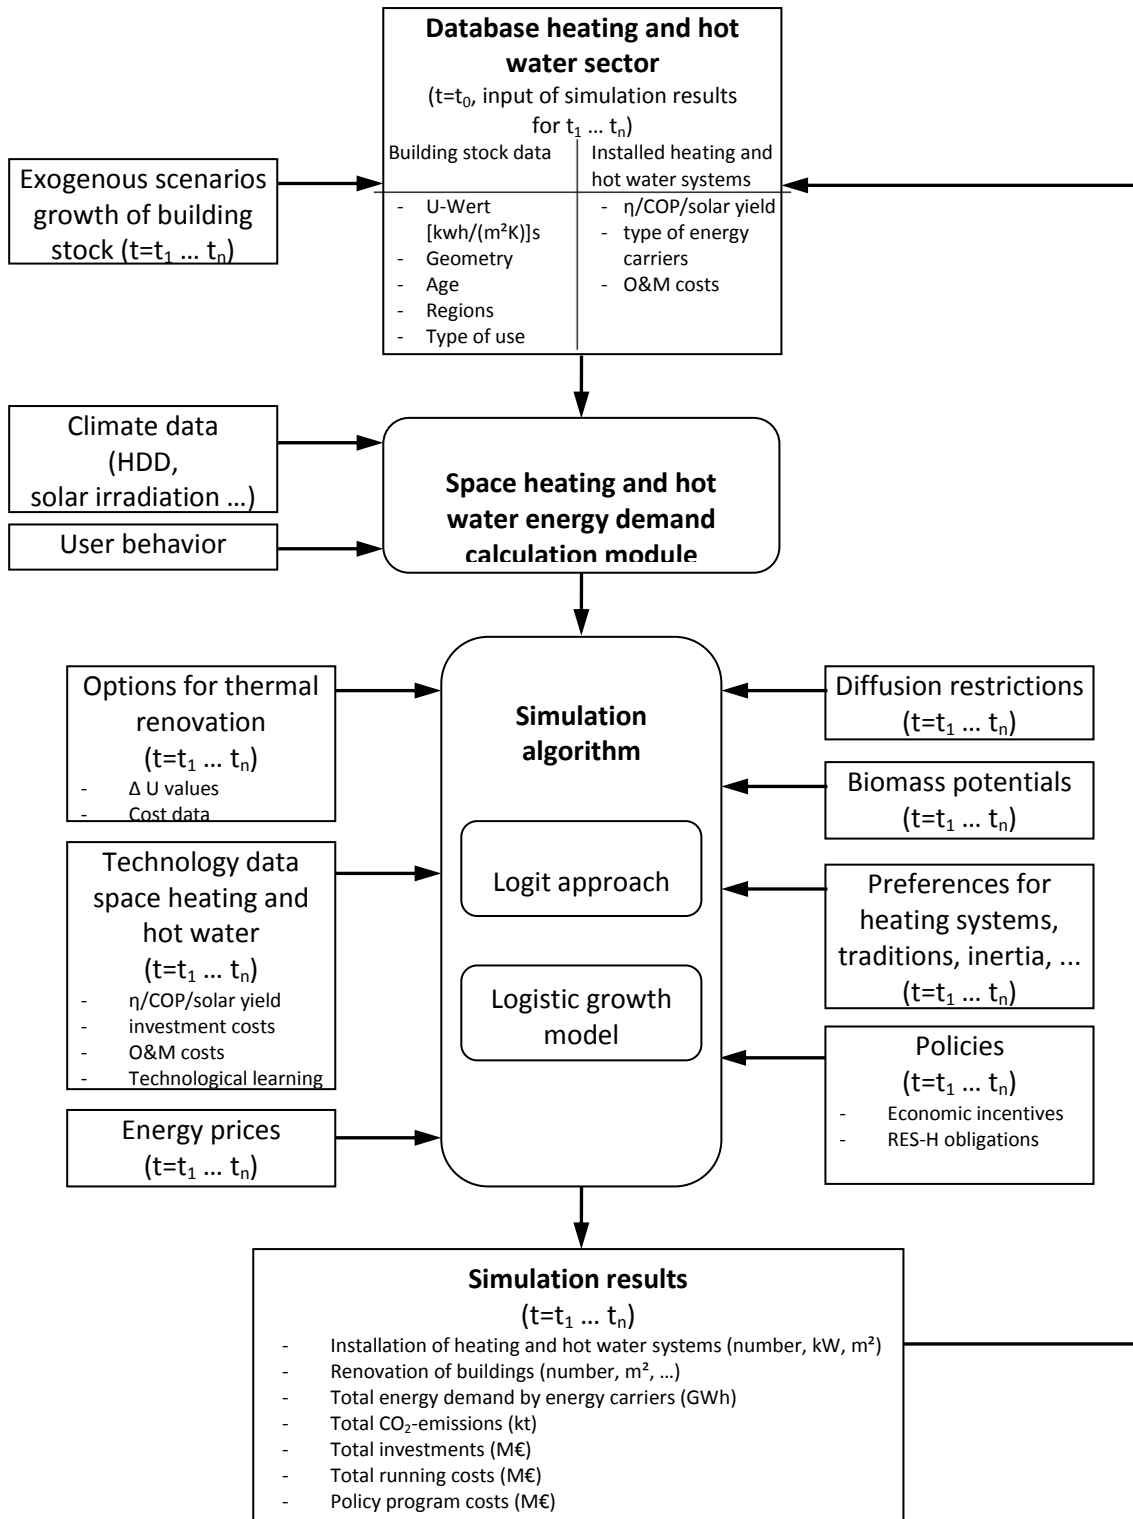 Database heating and hot
water sector
(t=t₀, input of simulation results
for t₁ ... tₙ)
Building stock data
Installed heating and
hot water systems
- U-Wert
[kwh/(m²K)]s
- Geometry
- Age
- Regions
- Type of use
- η/COP/solar yield
- type of energy
carriers
- O&M costs
Exogenous scenarios
growth of building
stock (t=t₁ ... tₙ)
Climate data
(HDD,
solar irradiation ...)
User behavior
Space heating and hot
water energy demand
calculation module
Options for thermal
renovation
(t=t₁ ... tₙ)
- Δ U values
- Cost data
Technology data
space heating and
hot water
(t=t₁ ... tₙ)
- η/COP/solar yield
- investment costs
- O&M costs
- Technological learning
Energy prices
(t=t₁ ... tₙ)
Simulation
algorithm
Logit approach
Logistic growth
model
Diffusion restrictions
(t=t₁ ... tₙ)
Biomass potentials
(t=t₁ ... tₙ)
Preferences for
heating systems,
traditions, inertia, ...
(t=t₁ ... tₙ)
Policies
(t=t₁ ... tₙ)
- Economic incentives
- RES-H obligations
Simulation results
(t=t₁ ... tₙ)
- Installation of heating and hot water systems (number, kW, m²)
- Renovation of buildings (number, m², ...)
- Total energy demand by energy carriers (GWh)
- Total CO₂-emissions (kt)
- Total investments (M€)
- Total running costs (M€)
- Policy program costs (M€)